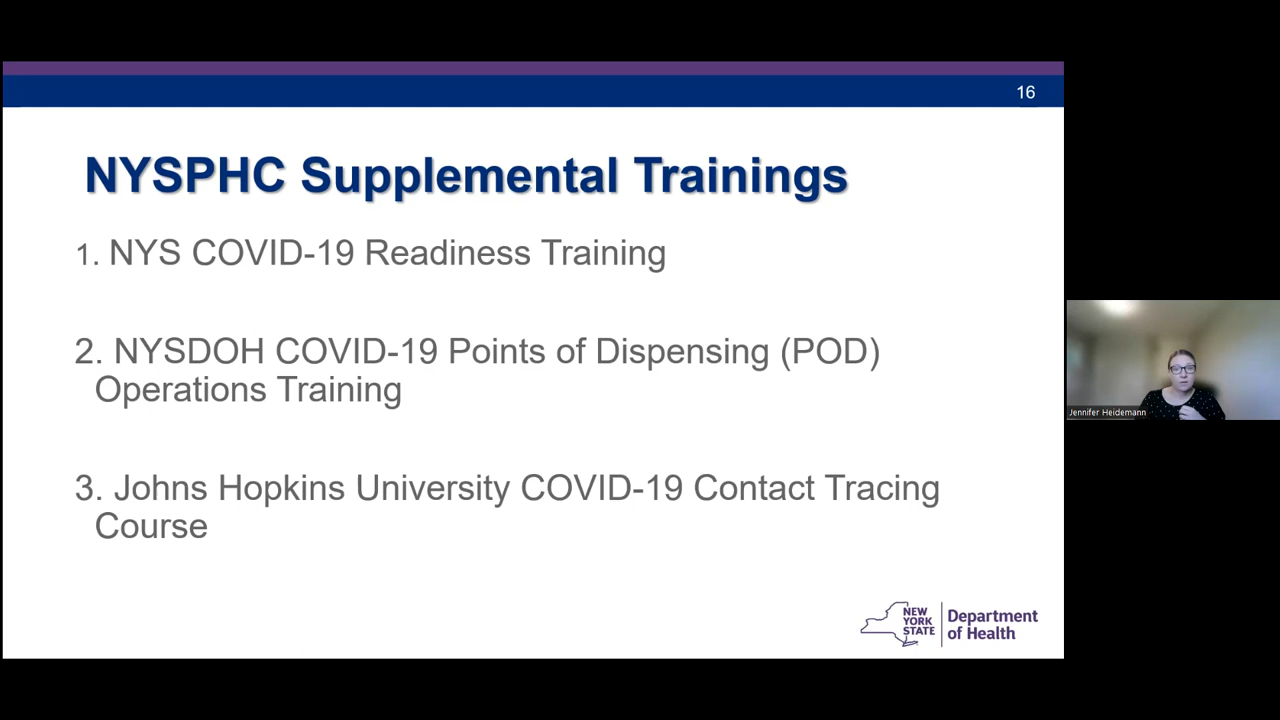 16
NYSPHC Supplemental Trainings
1. NYS COVID-19 Readiness Training
2. NYSDOH COVID-19 Points of Dispensing (POD)
Operations Training
3. Johns Hopkins University COVID-19 Contact Tracing
Course
Jennifer Heidemann
NEW
YORK
STATE
Department
of Health